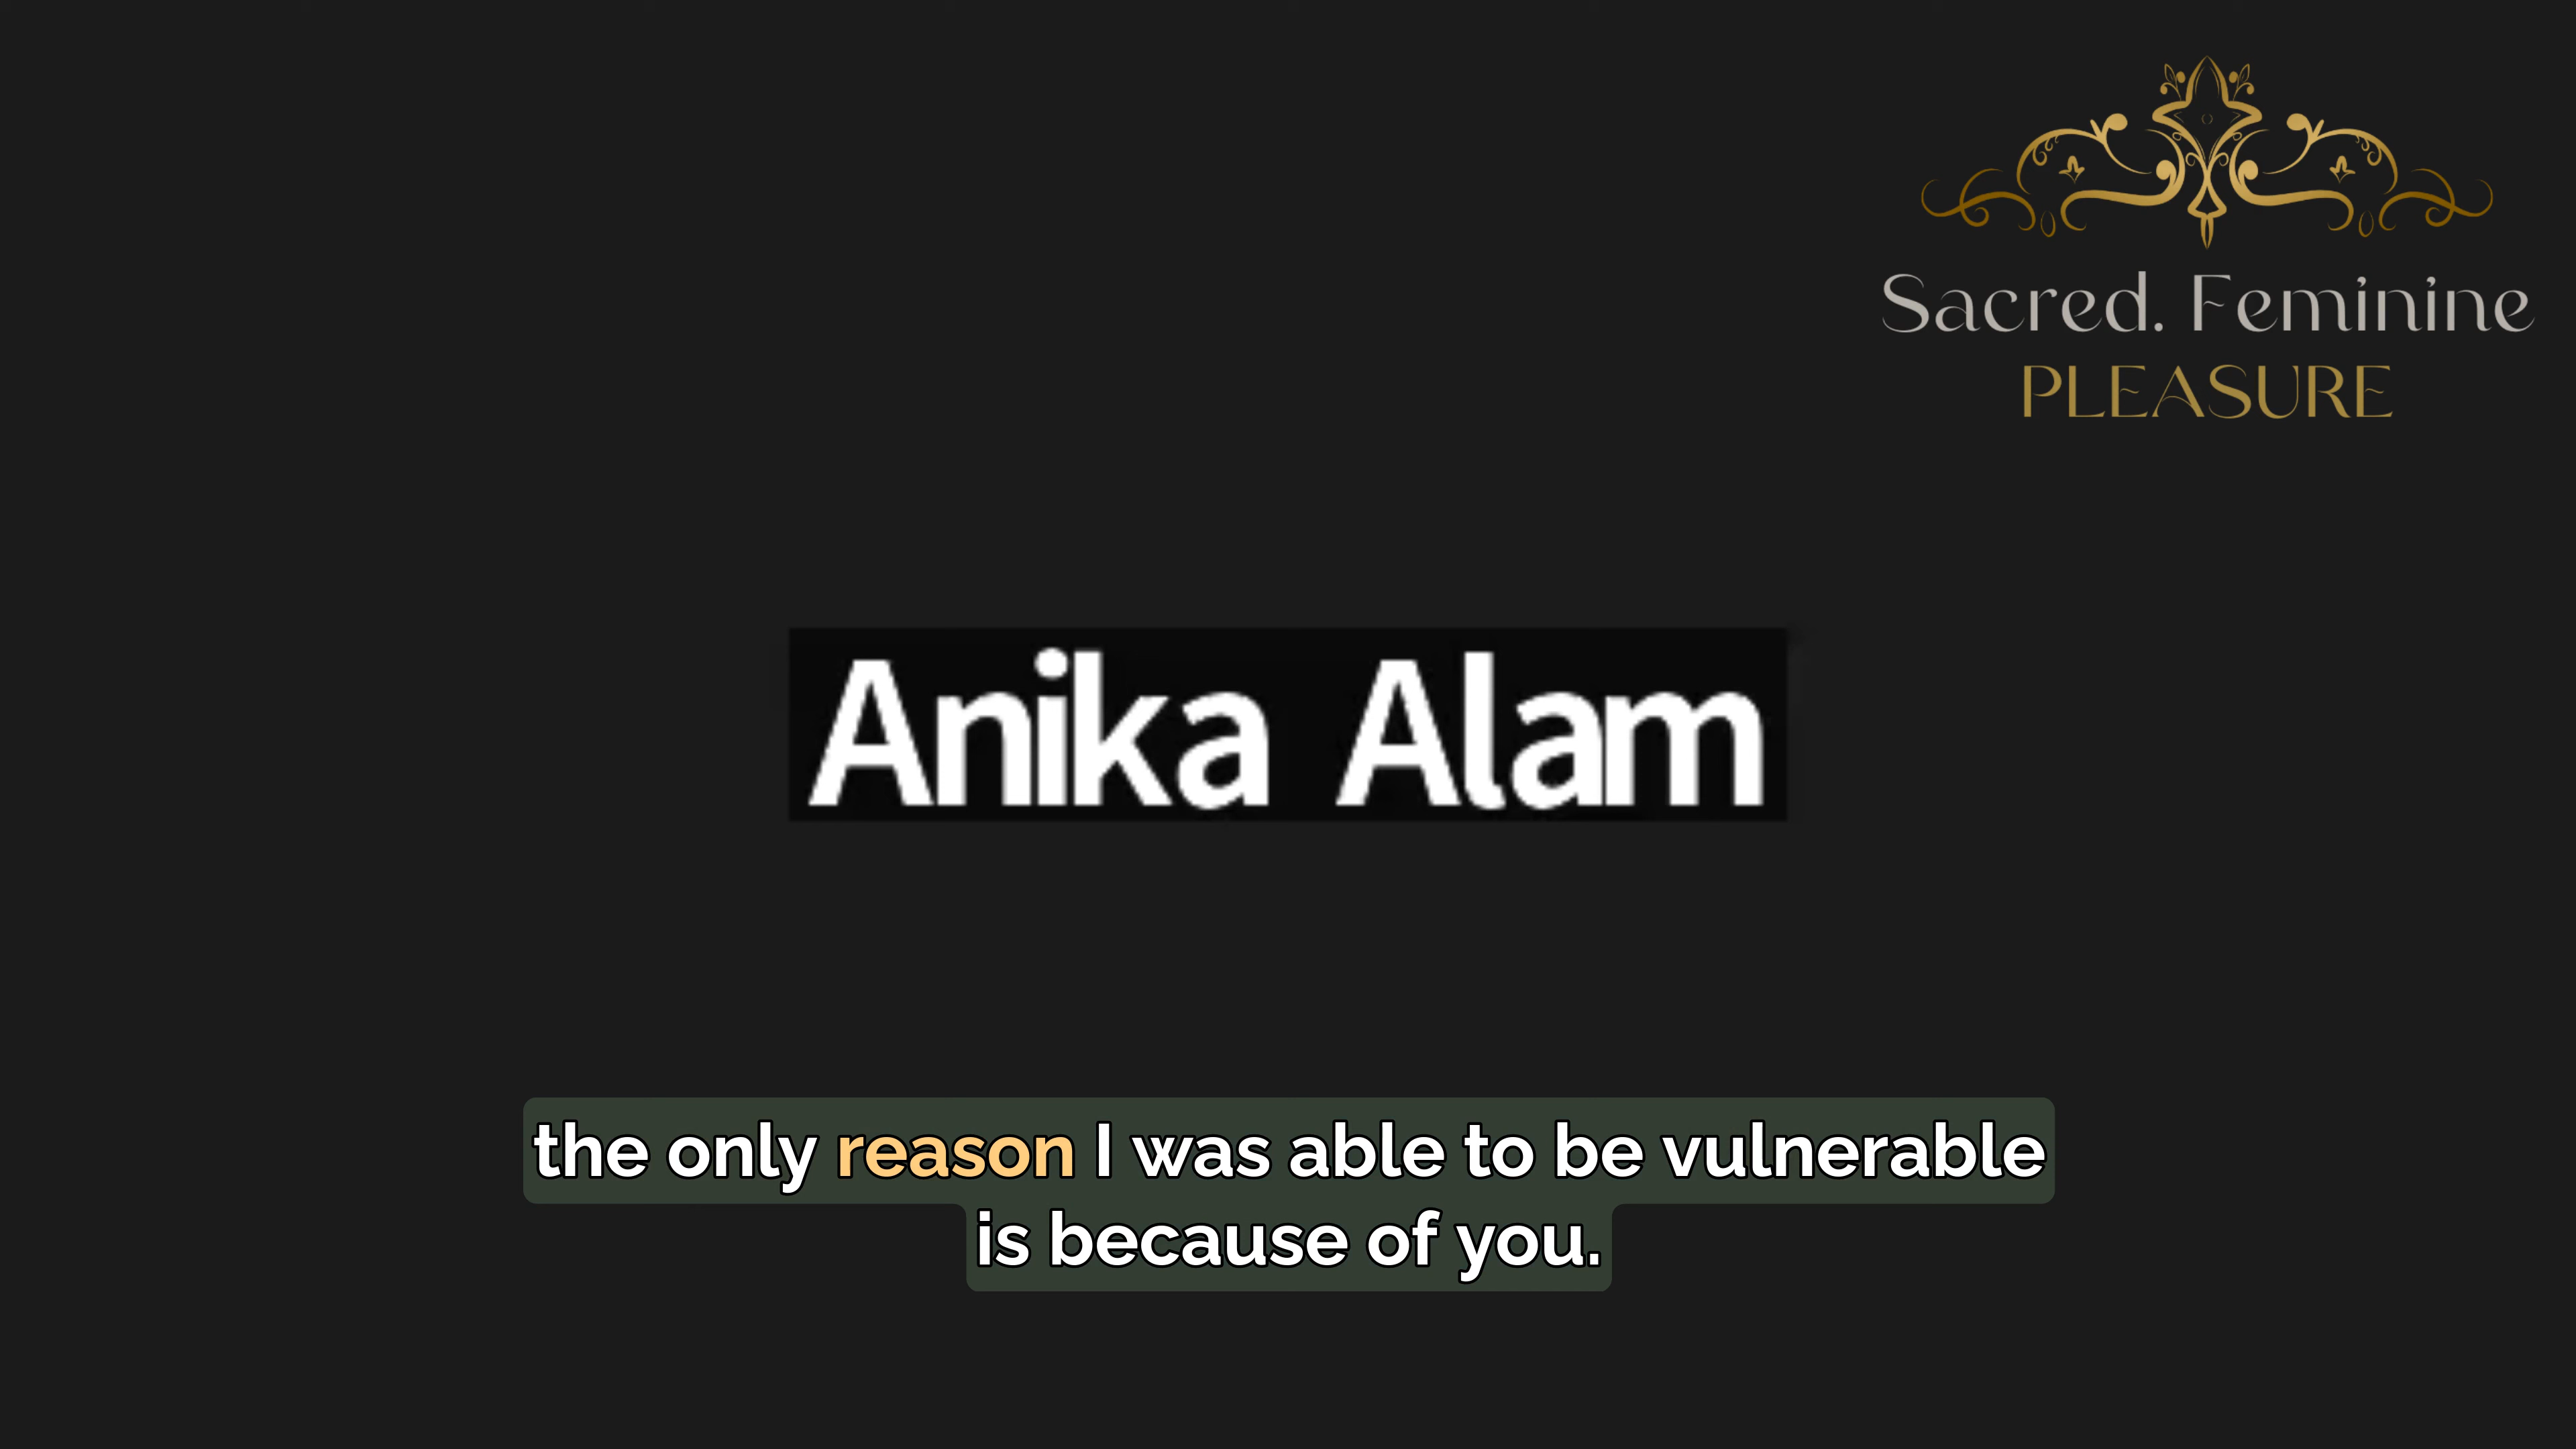 Sacred. Feminine
PLEASURE
Anika Alam
the only reason I was able to be vulnerable
is because of you.